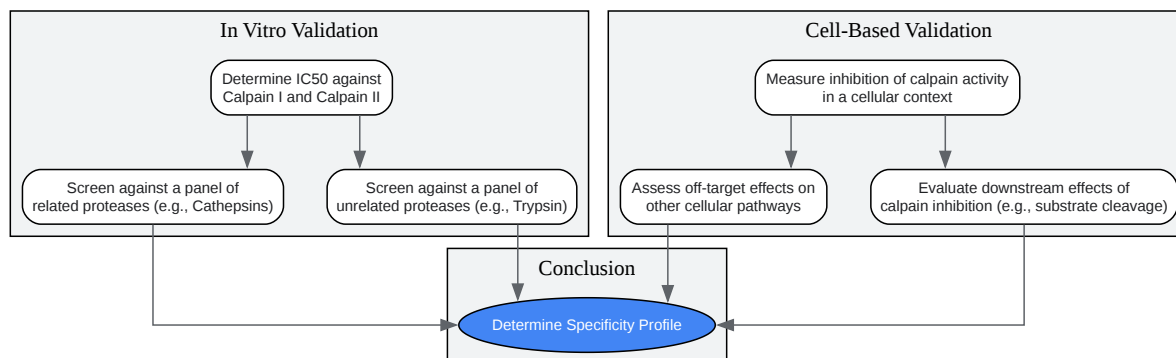 In Vitro Validation
Determine IC50 against
Calpain I and Calpain II
Screen against a panel of
related proteases (e.g., Cathepsins)
Screen against a panel of
unrelated proteases (e.g., Trypsin)
Cell-Based Validation
Measure inhibition of calpain activity
in a cellular context
Assess off-target effects on
other cellular pathways
Evaluate downstream effects of
calpain inhibition (e.g., substrate cleavage)
Conclusion
Determine Specificity Profile